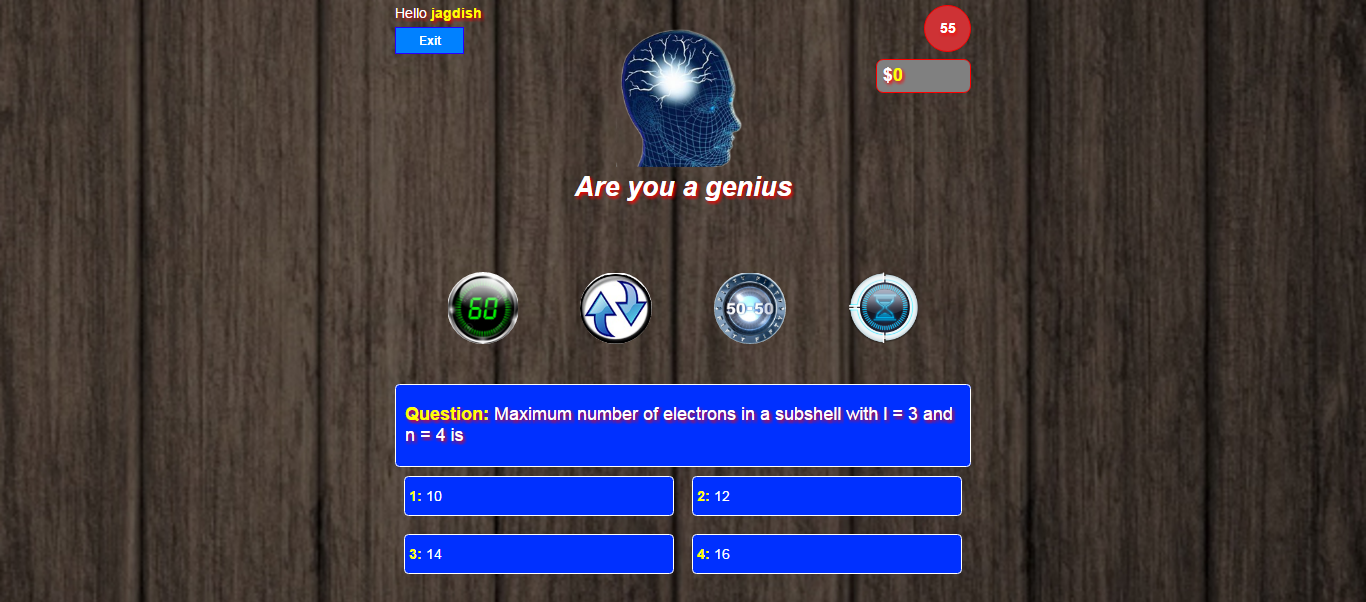 Hello jagdish
Exit
55
$0
Are you a genius
60
50-50
Question: Maximum number of electrons in a subshell with l = 3 and
n = 4 is
1: 10
2: 12
3: 14
4: 16